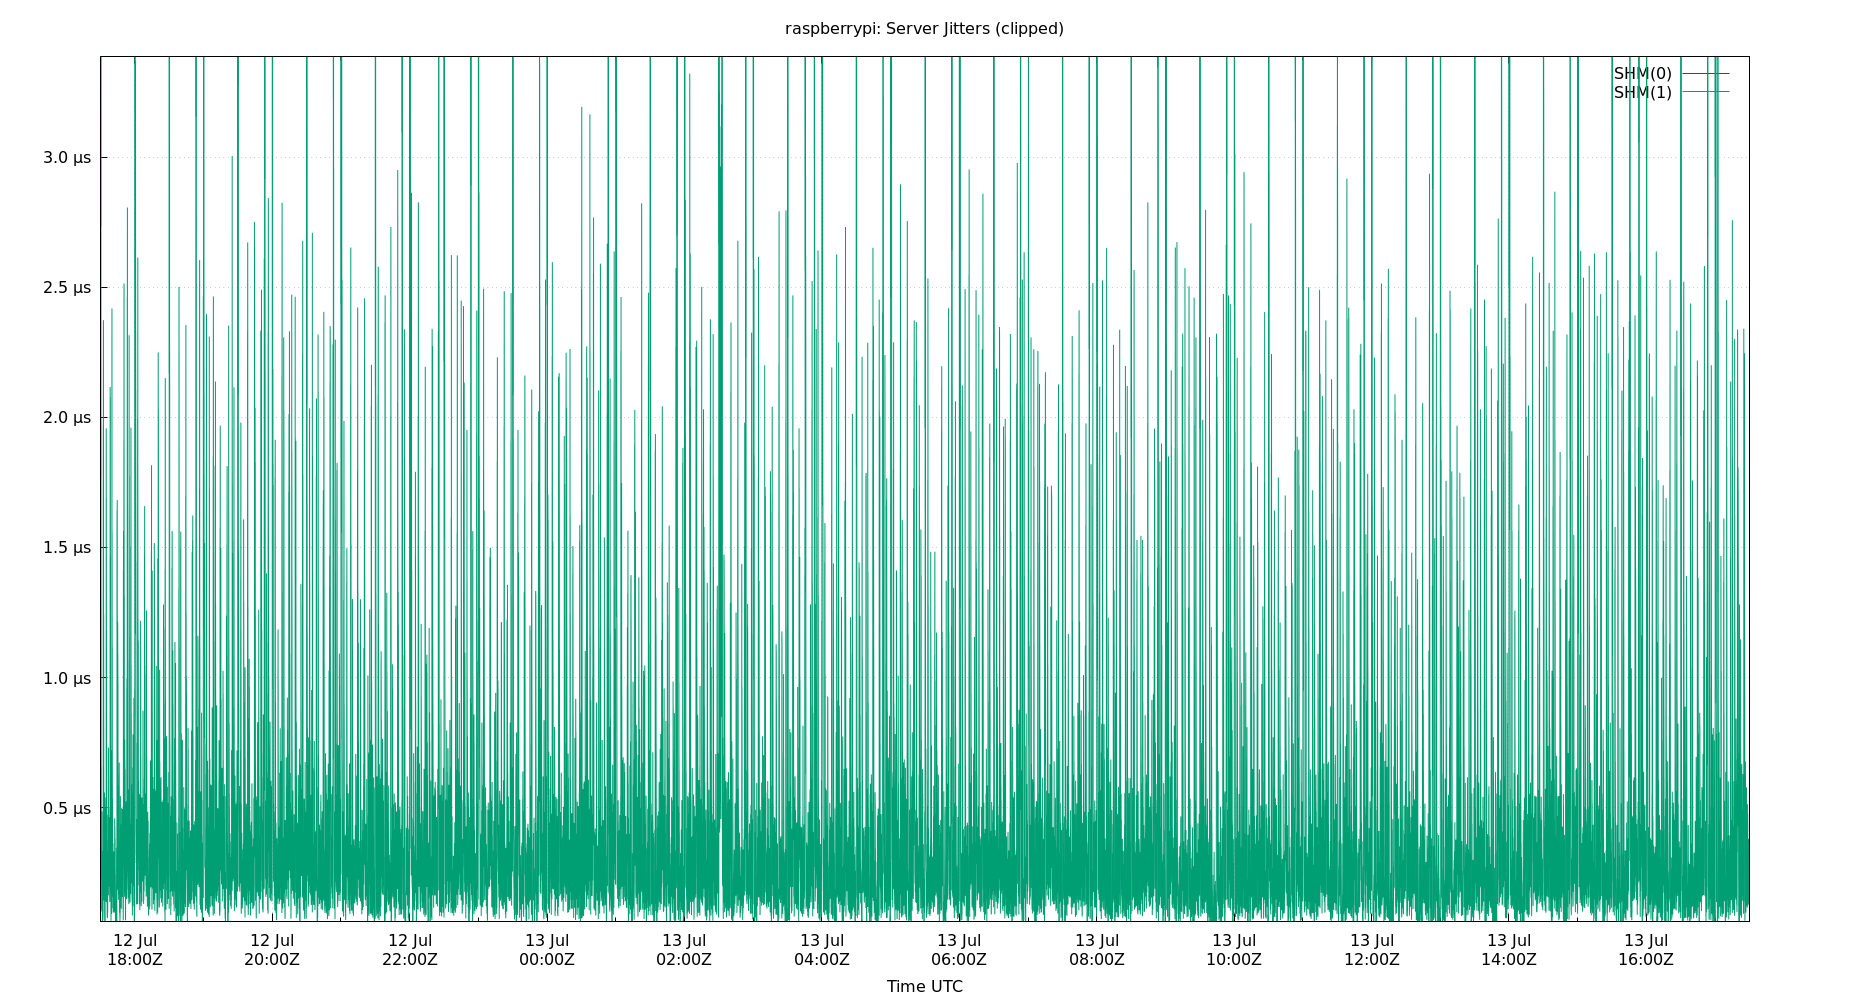 raspberrypi: Server Jitters (clipped)
SHM(0)
SHM(1)
3.0 µs
2.5 µs
2.0 µs
1.5 µs
1.0 µs
0.5 µs
12 Jul 12 Jul 12 Jul 13 Jul 13 Jul 13 Jul 13 Jul 13 Jul 13 Jul 13 Jul 13 Jul 13 Jul
18:00Z 20:00Z 22:00Z 00:00Z 02:00Z 04:00Z 06:00Z 08:00Z 10:00Z 12:00Z 14:00Z 16:00Z
Time UTC